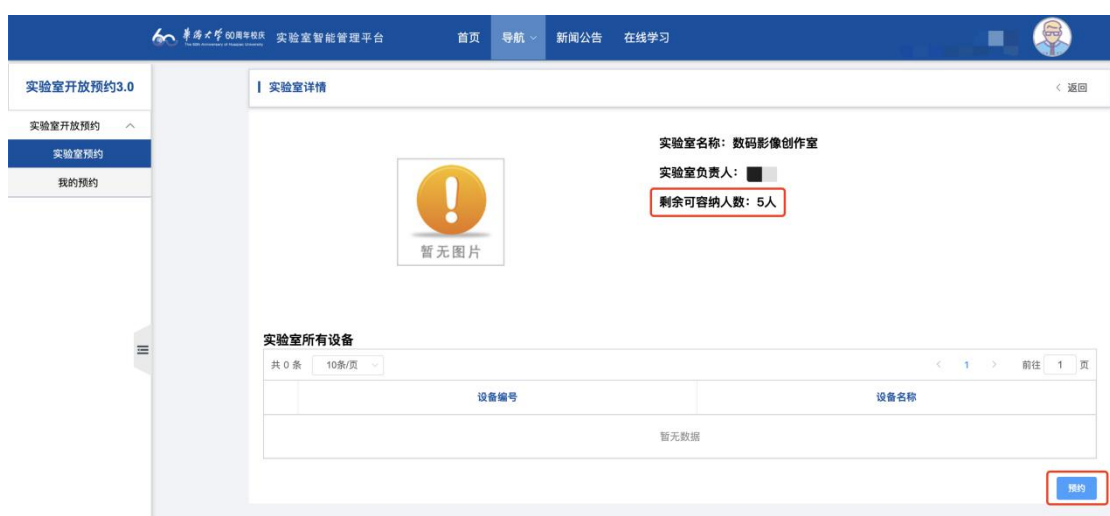 華僑大學 60周年校庆 实验室智能管理平台 首页 导航 新闻公告 在线学习
The 60th Anniversary of Huaqiao University
实验室开放预约3.0
实验室详情
返回
实验室开放预约
实验室预约
我的预约
实验室名称：数码影像创作室
实验室负责人：
剩余可容纳人数：5人
暂无图片
实验室所有设备
共 0 条 10条/页 1 前往 1 页
设备编号 设备名称
暂无数据
预约